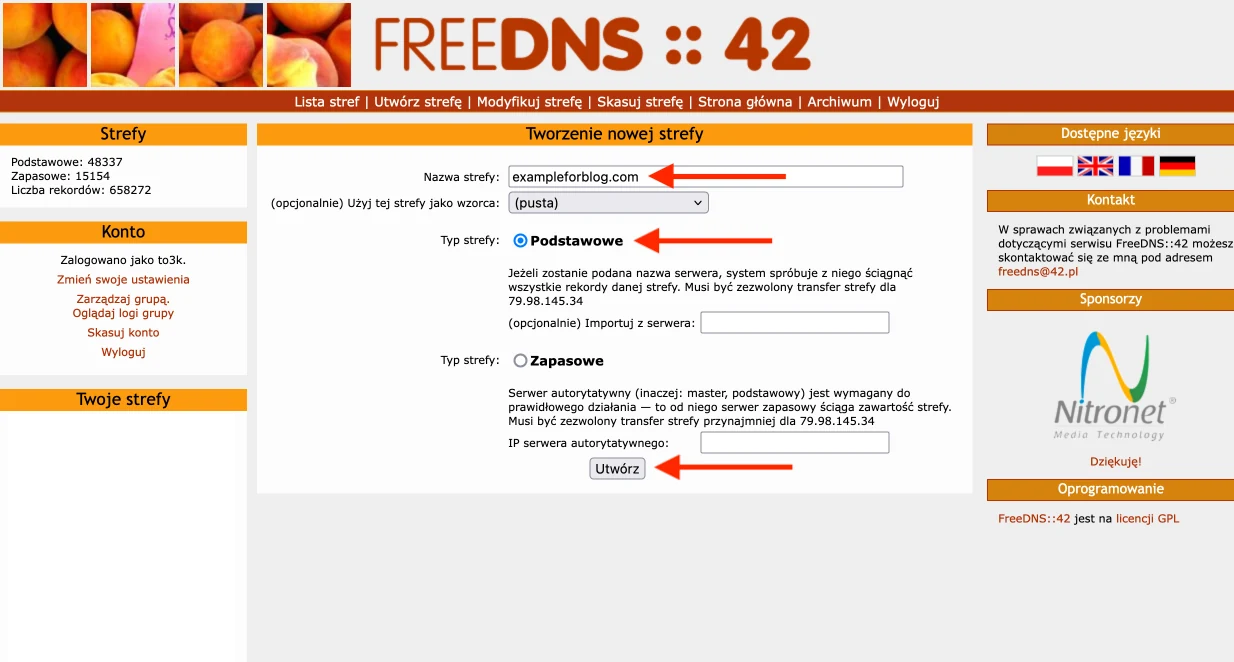 FREEDNS :: 42
Lista stref | Utwórz strefę | Modyfikuj strefę | Skasuj strefę | Strona główna | Archiwum | Wyloguj
Strefy
Podstawowe: 48337
Zapasowe: 15154
Liczba rekordów: 658272
Konto
Zalogowano jako to3k.
Zmień swoje ustawienia
Zarządzaj grupą.
Oglądaj logi grupy
Skasuj konto
Wyloguj
Twoje strefy
Tworzenie nowej strefy
Nazwa strefy: exampleforblog.com
(opcjonalnie) Użyj tej strefy jako wzorca: (pusta)
Typ strefy: Podstawowe
Jeżeli zostanie podana nazwa serwera, system spróbuje z niego ściągnąć
wszystkie rekordy danej strefy. Musi być zezwolony transfer strefy dla
79.98.145.34
(opcjonalnie) Importuj z serwera:
Typ strefy: Zapasowe
Serwer autorytatywny (inaczej: master, podstawowy) jest wymagany do
prawidłowego działania — to od niego serwer zapasowy ściąga zawartość strefy.
Musi być zezwolony transfer strefy przynajmniej dla 79.98.145.34
IP serwera autorytatywnego:
Utwórz
Dostępne języki
Kontakt
W sprawach związanych z problemami
dotyczącymi serwisu FreeDNS::42 możesz
skontaktować się ze mną pod adresem
freedns@42.pl
Sponsorzy
Nitronet®
Media Technology
Dziękuję!
Oprogramowanie
FreeDNS::42 jest na licencji GPL